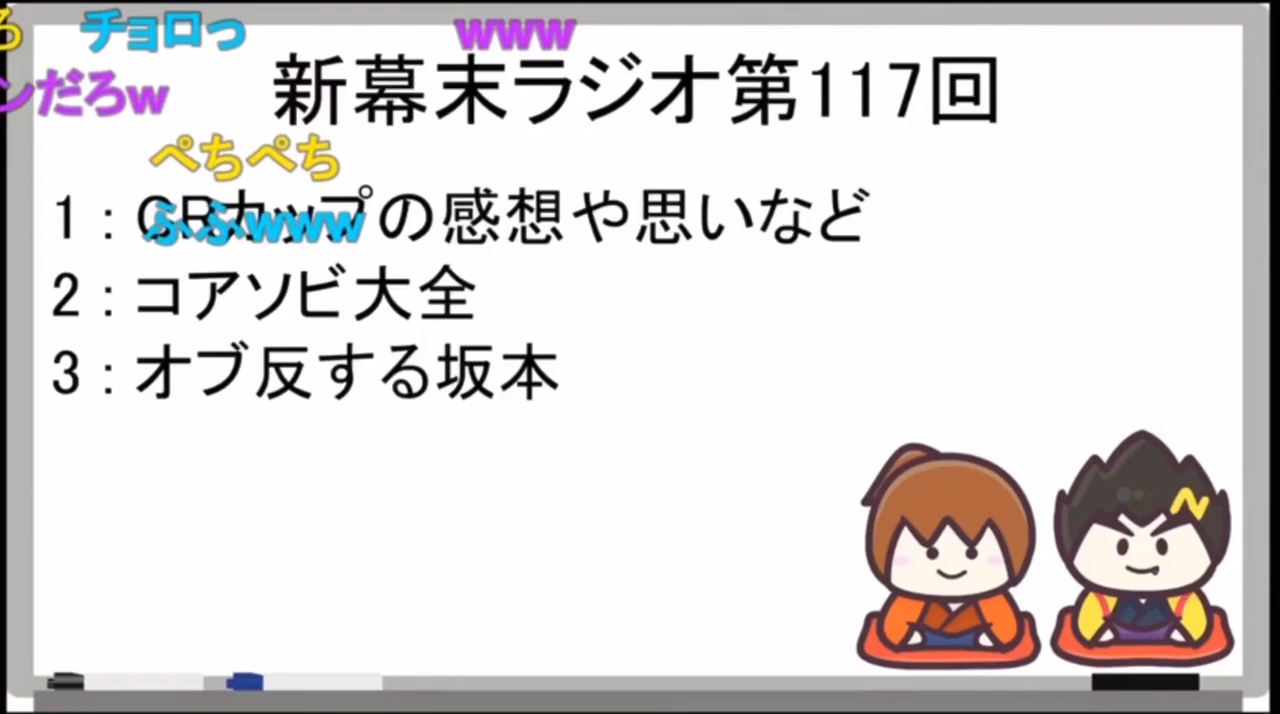 ろ
チョロっ
www
ンだろw
新幕末ラジオ第117回
ぺちぺち
1：CRカップの感想や思いなど
ふふwww
2：コアソビ大全
3：オブ反する坂本